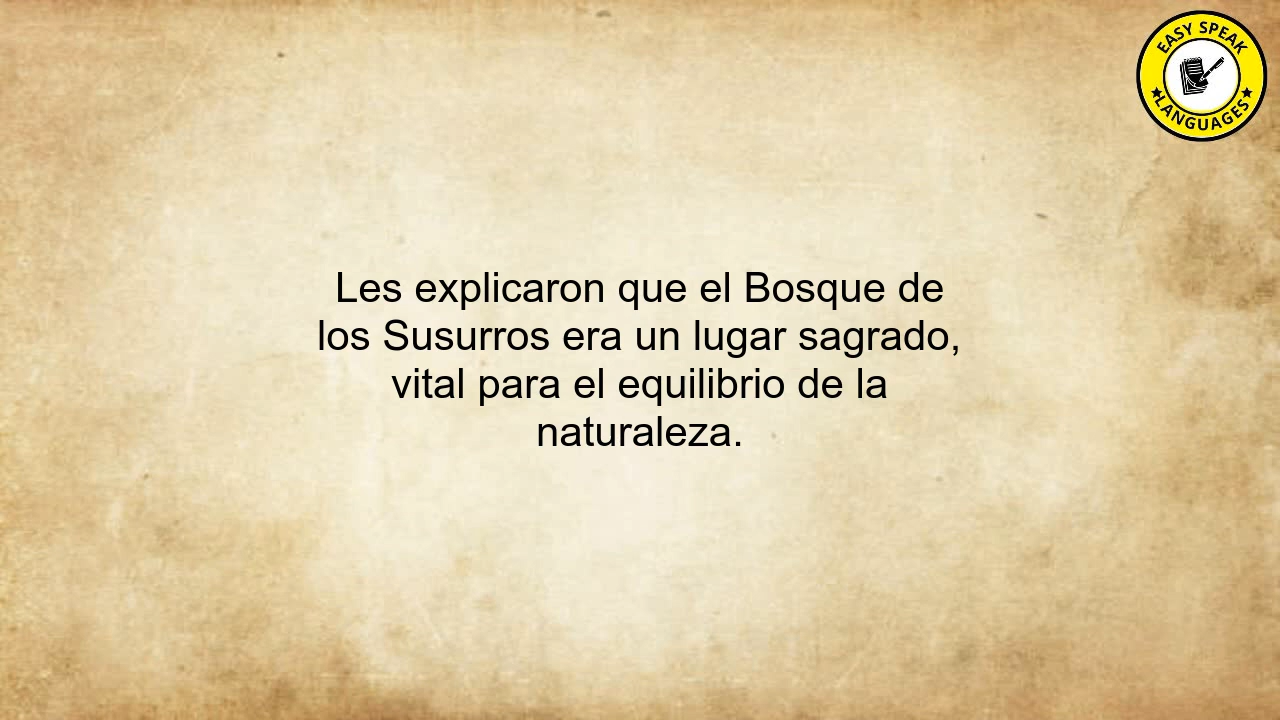 EASY SPEAK
LANGUAGES
Les explicaron que el Bosque de
los Susurros era un lugar sagrado,
vital para el equilibrio de la
naturaleza.